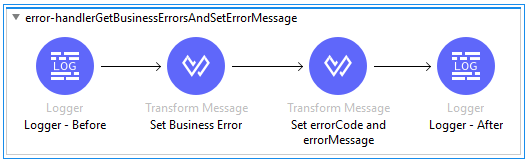 error-handlerGetBusinessErrorsAndSetErrorMessage
LOG
LOG
Logger
Transform Message
Transform Message
Logger
Logger - Before
Set Business Error
Set errorCode and
errorMessage
Logger - After